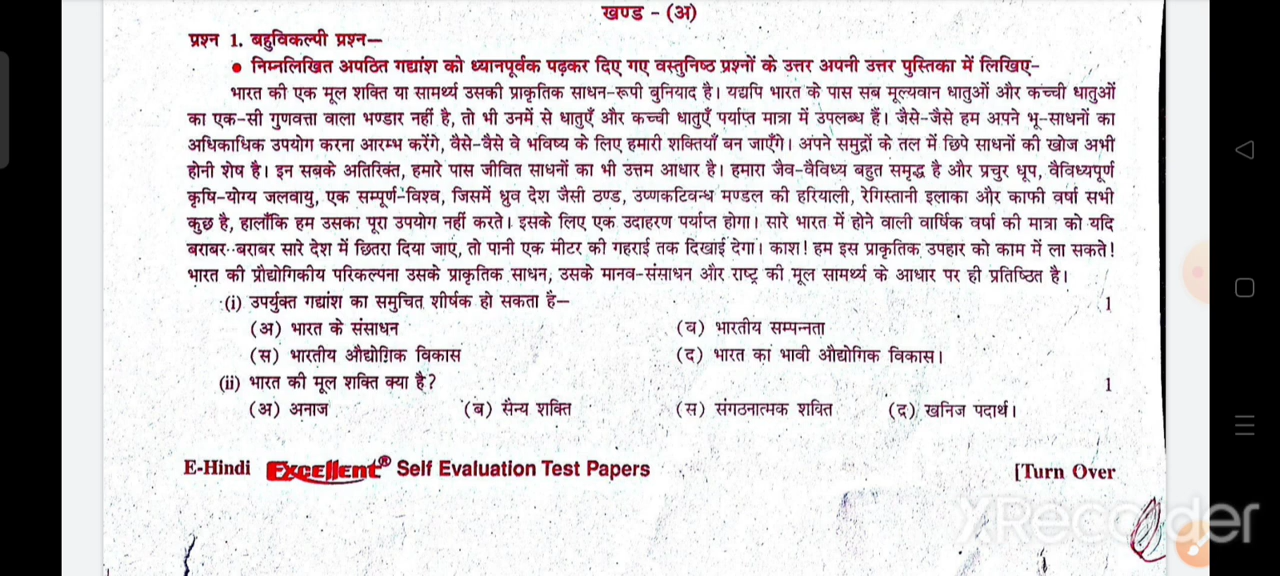 खण्ड - (अ)
प्रश्न 1. बहुविकल्पी प्रश्न—
● निम्नलिखित अपठित गद्यांश को ध्यानपूर्वक पढ़कर दिए गए वस्तुनिष्ठ प्रश्नों के उत्तर अपनी उत्तर पुस्तिका में लिखिए-
भारत की एक मूल शक्ति या सामर्थ्य उसकी प्राकृतिक साधन-रूपी बुनियाद है। यद्यपि भारत के पास सब मूल्यवान धातुओं और कच्ची धातुओं
का एक-सी गुणवत्ता वाला भण्डार नहीं है, तो भी उनमें से धातुएँ और कच्ची धातुएँ पर्याप्त मात्रा में उपलब्ध हैं। जैसे-जैसे हम अपने भू-साधनों का
अधिकाधिक उपयोग करना आरम्भ करेंगे, वैसे-वैसे वे भविष्य के लिए हमारी शक्तियाँ बन जाएँगे। अपने समुद्रों के तल में छिपे साधनों की खोज अभी
होनी शेष है। इन सबके अतिरिक्त, हमारे पास जीवित साधनों का भी उत्तम आधार है। हमारा जैव-वैविध्य बहुत समृद्ध है और प्रचुर धूप, वैविध्यपूर्ण
कृषि-योग्य जलवायु, एक सम्पूर्ण-विश्व, जिसमें ध्रुव देश जैसी ठण्ड, उष्णकटिवन्ध मण्डल की हरियाली, रेगिस्तानी इलाका और काफी वर्षा सभी
कुछ है, हालाँकि हम उसका पूरा उपयोग नहीं करते। इसके लिए एक उदाहरण पर्याप्त होगा। सारे भारत में होने वाली वार्षिक वर्षा की मात्रा को यदि
बराबर-बराबर सारे देश में छितरा दिया जाए, तो पानी एक मीटर की गहराई तक दिखाई देगा। काश! हम इस प्राकृतिक उपहार को काम में ला सकते!
भारत की प्रौद्योगिकीय परिकल्पना उसके प्राकृतिक साधन, उसके मानव-संसाधन और राष्ट्र की मूल सामर्थ्य के आधार पर ही प्रतिष्ठित है।
(i) उपर्युक्त गद्यांश का समुचित शीर्षक हो सकता है— 1
(अ) भारत के संसाधन (व) भारतीय सम्पन्नता
(स) भारतीय औद्योगिक विकास (द) भारत का भावी औद्योगिक विकास।
(ii) भारत की मूल शक्ति क्या है? 1
(अ) अनाज (ब) सैन्य शक्ति (स) संगठनात्मक शक्ति (द) खनिज पदार्थ।
E-Hindi Excellent® Self Evaluation Test Papers [Turn Over
XRecorder